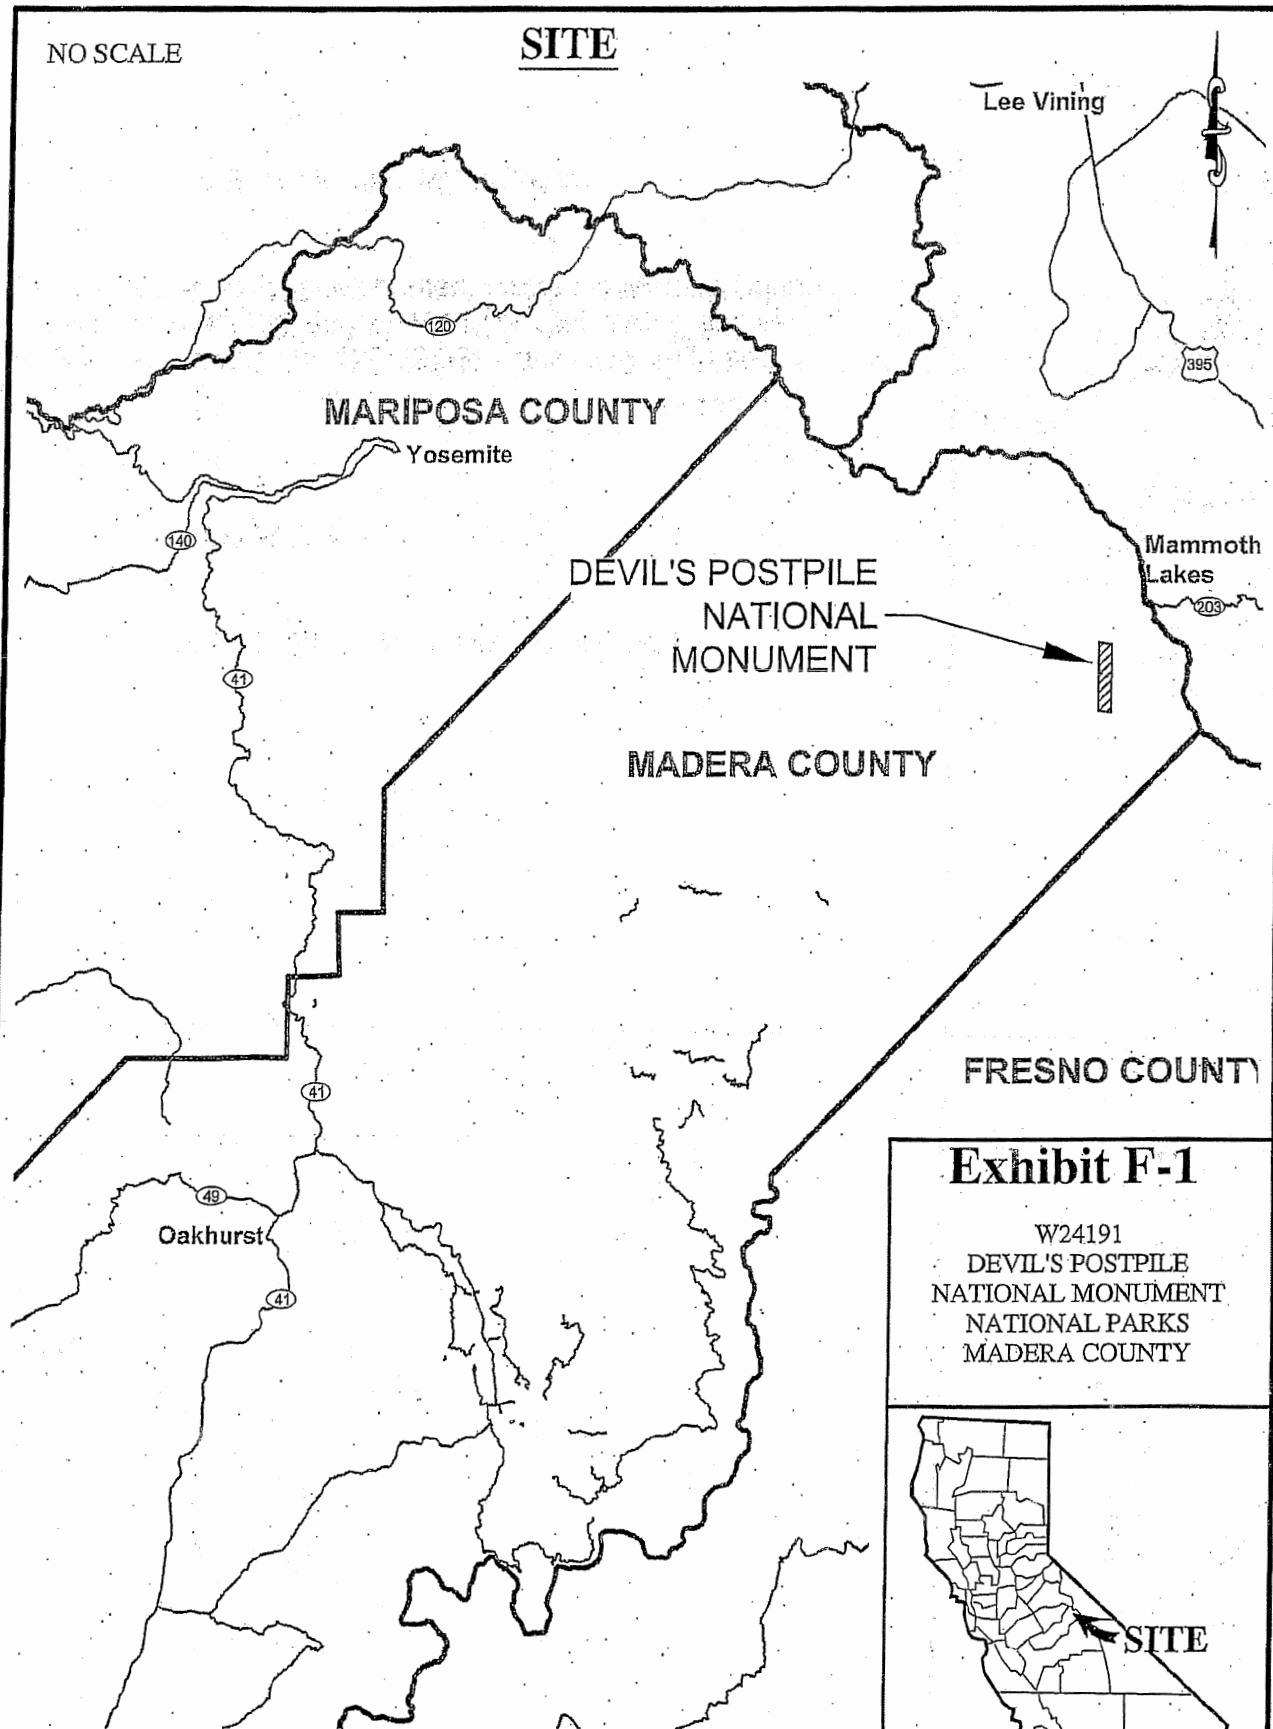 NO SCALE
SITE
Lee Vining
120
395
MARIPOSA COUNTY
Yosemite
140
Mammoth
Lakes
203
DEVIL'S POSTPILE
NATIONAL
MONUMENT
41
MADERA COUNTY
FRESNO COUNTY
41
49
Oakhurst
41
Exhibit F-1
W24191
DEVIL'S POSTPILE
NATIONAL MONUMENT
NATIONAL PARKS
MADERA COUNTY
SITE